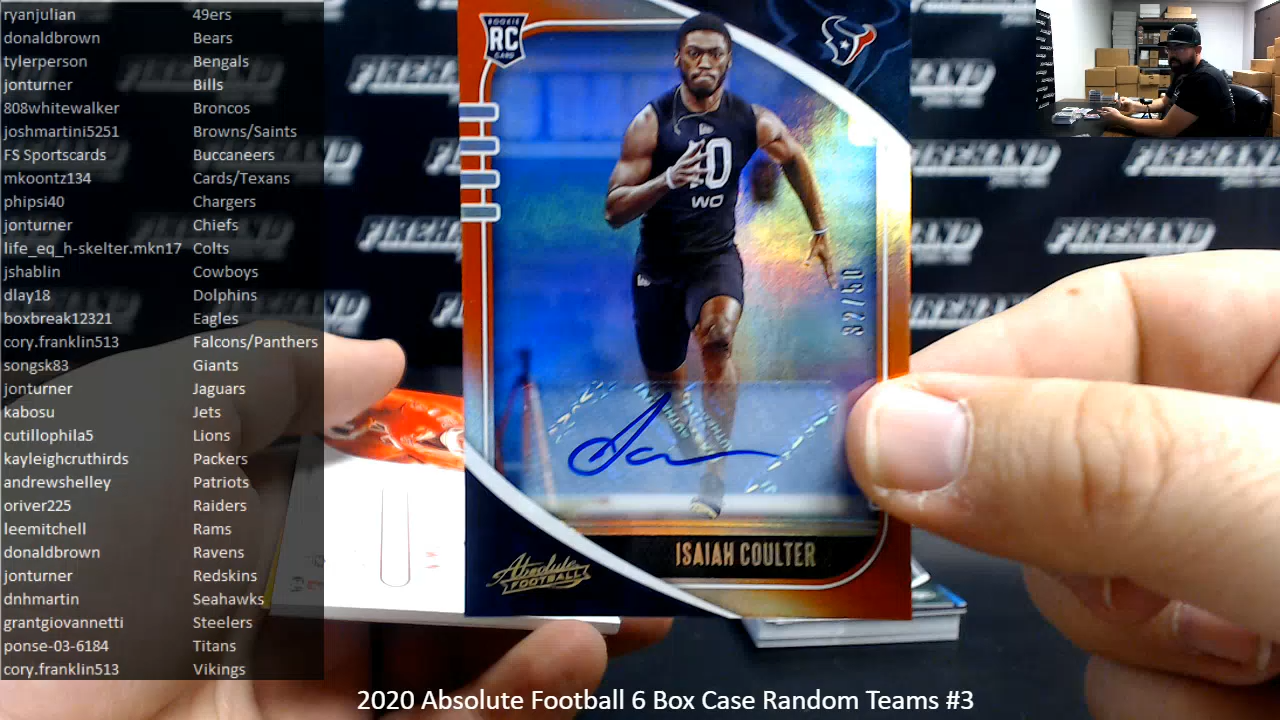 ryanjulian 49ers
donaldbrown Bears
tylerperson Bengals
jonturner Bills
808whitewalker Broncos
joshmartini5251 Browns/Saints
FS Sportscards Buccaneers
mkoontz134 Cards/Texans
phipsi40 Chargers
jonturner Chiefs
life_eq_h-skelter.mkn17 Colts
jshablin Cowboys
dlay18 Dolphins
boxbreak12321 Eagles
cory.franklin513 Falcons/Panthers
songsk83 Giants
jonturner Jaguars
kabosu Jets
cutillophila5 Lions
kayleighcruthirds Packers
andrewshelley Patriots
oriver225 Raiders
leemitchell Rams
donaldbrown Ravens
jonturner Redskins
dnhmartin Seahawks
grantgiovannetti Steelers
ponse-03-6184 Titans
cory.franklin513 Vikings
ROOKIE
RC
CARD
WO
32/50
ISAIAH COULTER
Absolute
FOOTBALL
FIREHAND
FIREHAND
FIREHAND
FIREHAND
2020 Absolute Football 6 Box Case Random Teams #3